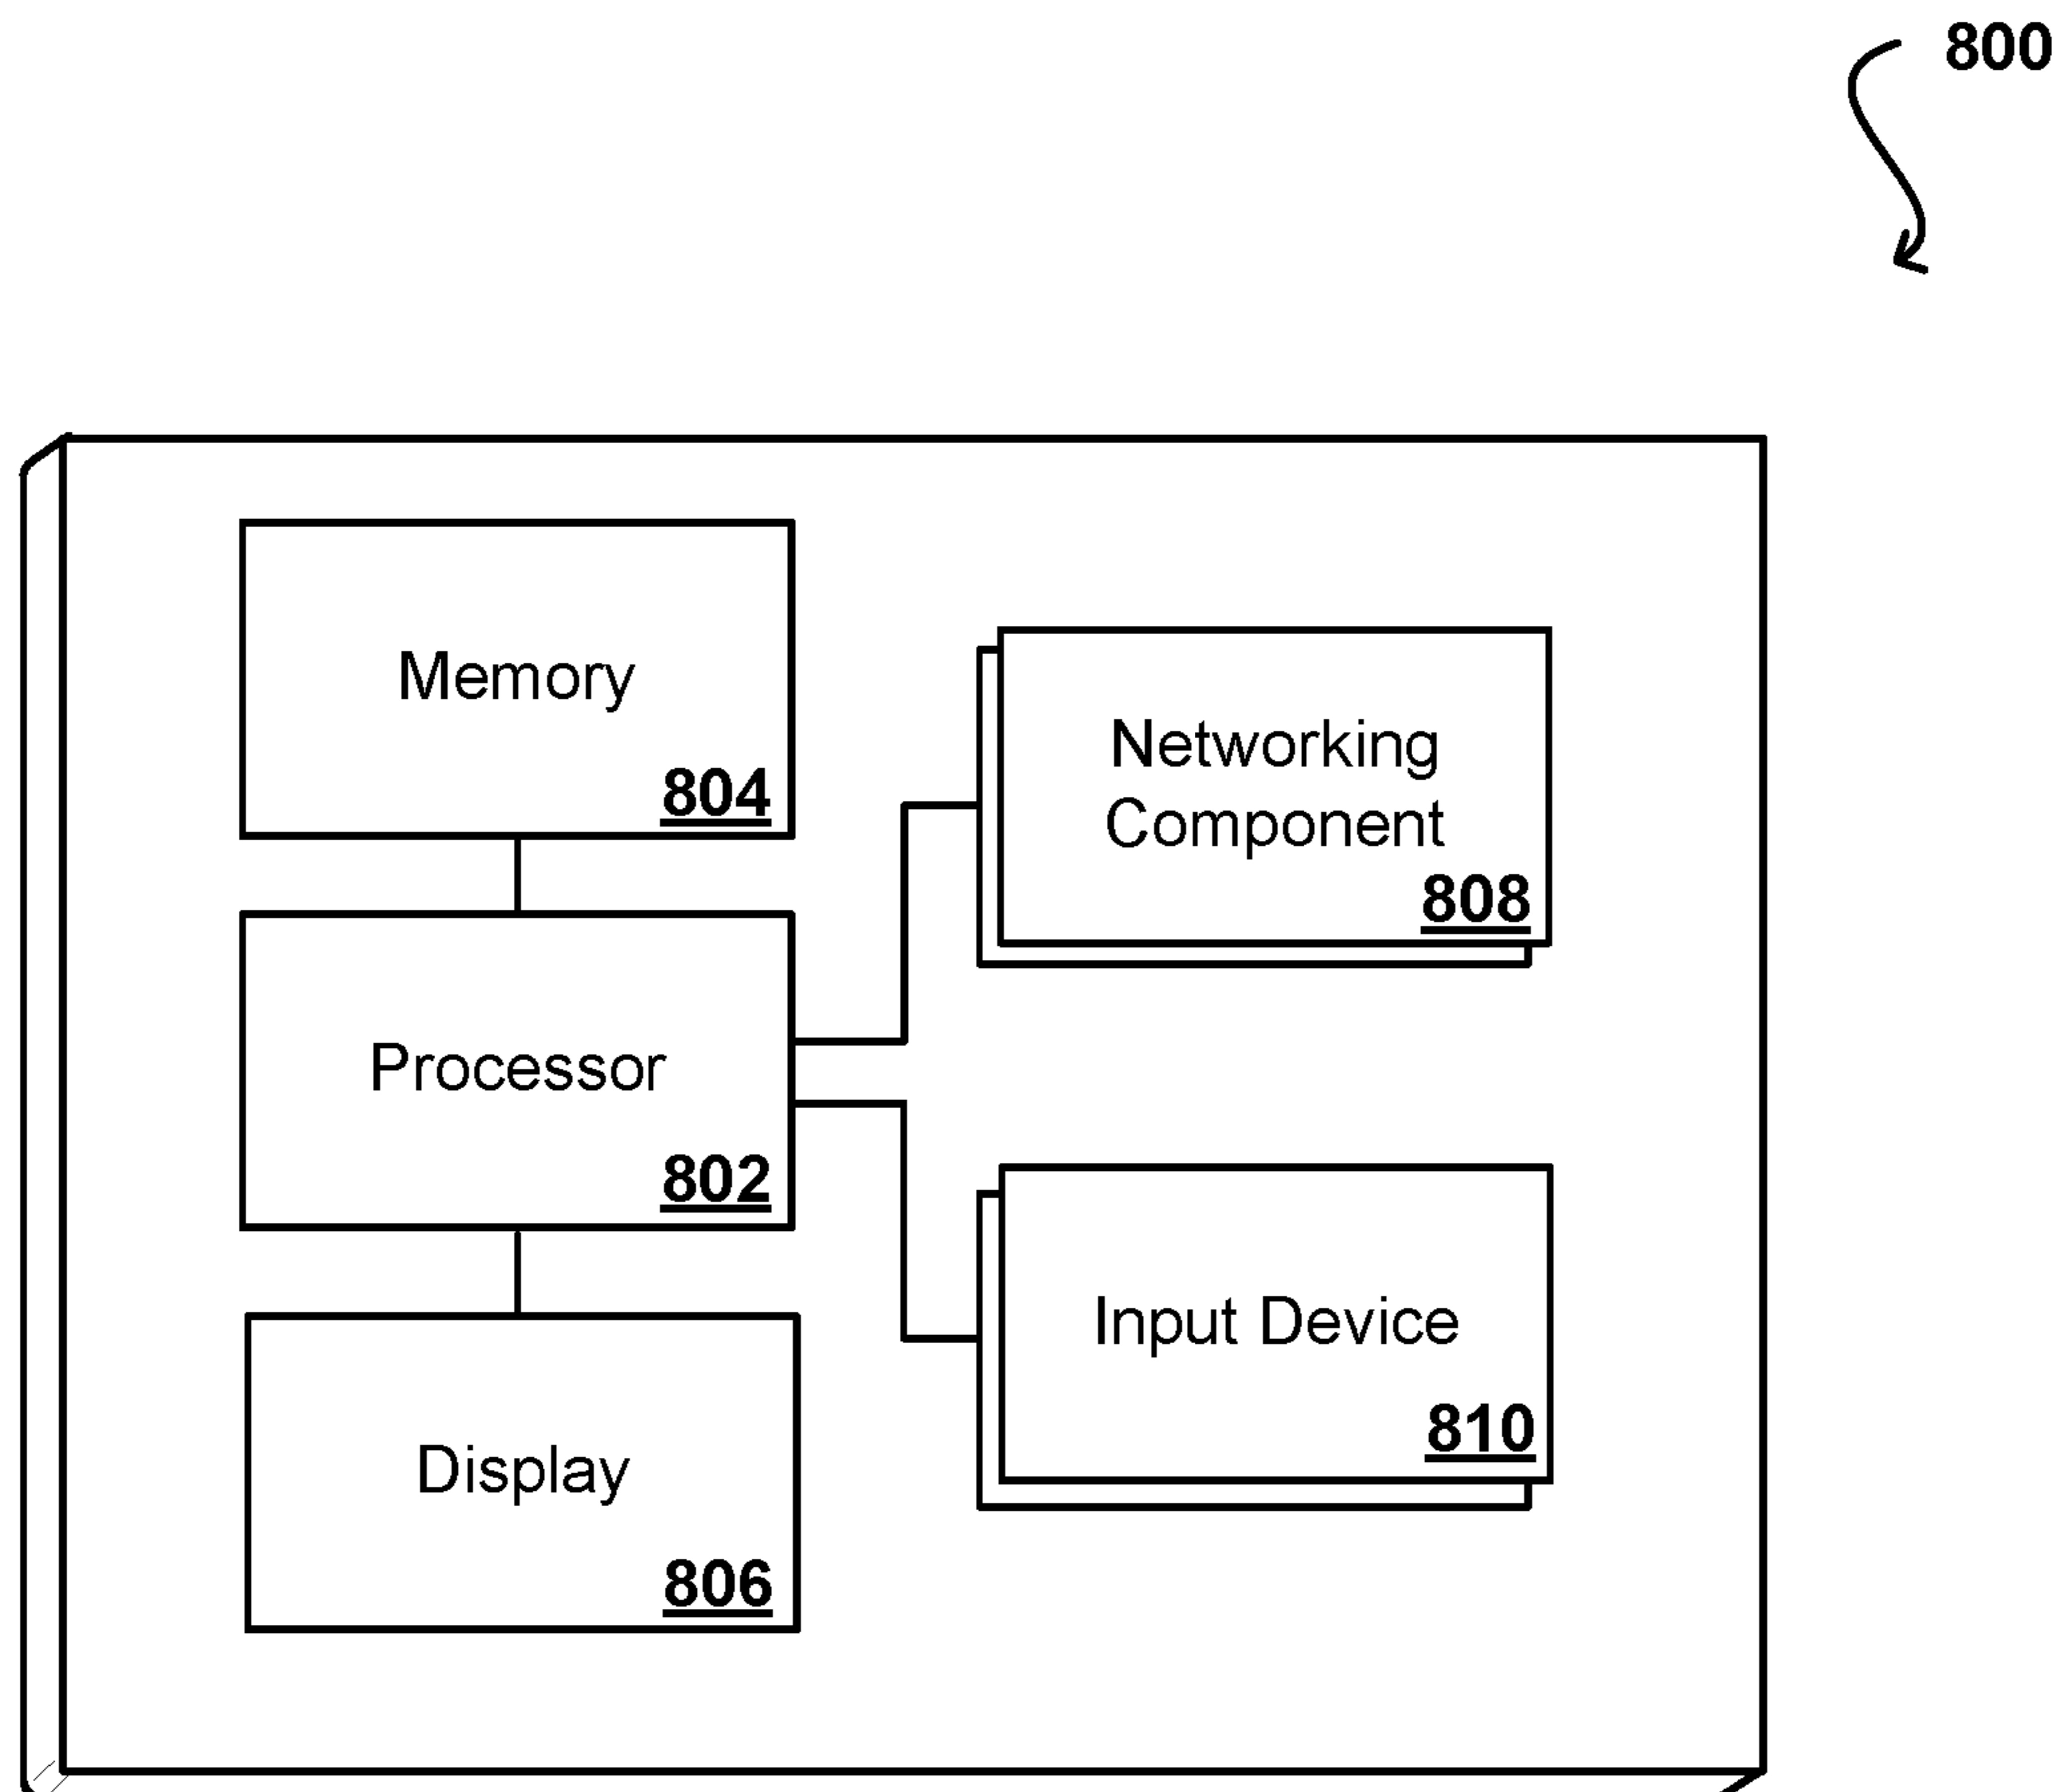 800
Memory
804
Networking
Component
808
Processor
802
Input Device
810
Display
806